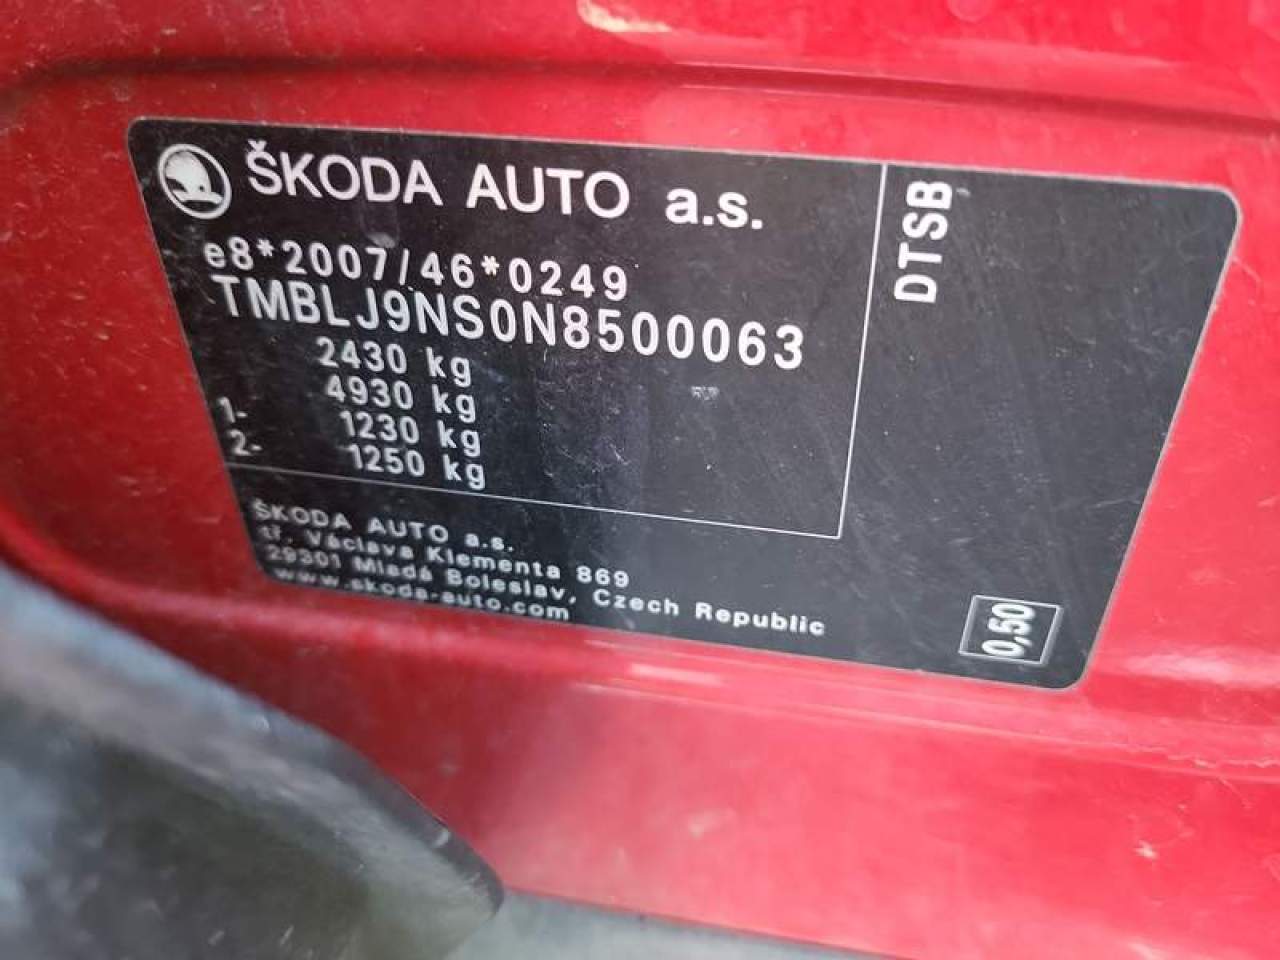 ŠKODA AUTO a.s.
e8*2007/46*0249
TMBLJ9NS0N8500063
2430 kg
4930 kg
1- 1230 kg
2- 1250 kg
DTSB
ŠKODA AUTO a.s.
tř. Václava Klementa 869
29301 Mladá Boleslav, Czech Republic
www.skoda-auto.com
0,50